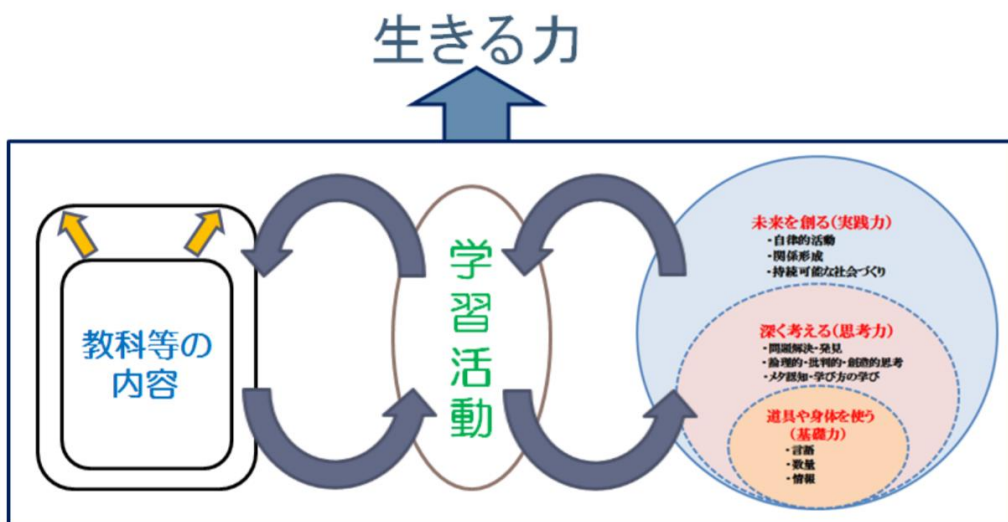 生きる力
教科等の
内容
学習活動
未来を創る(実践力)
・自律的活動
・関係形成
・持続可能な社会づくり
深く考える(思考力)
・問題解決・発見
・論理的・批判的・創造的思考
・メタ認知・学び方の学び
道具や身体を使う
(基礎力)
・言語
・数量
・情報